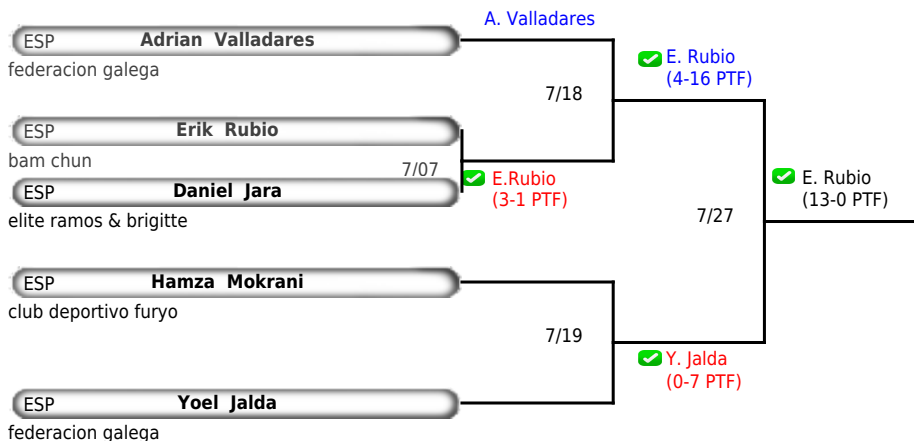 A. Valladares
ESP Adrian Valladares
federacion galega
E. Rubio
(4-16 PTF)
7/18
ESP Erik Rubio
bam chun
7/07
E.Rubio
(3-1 PTF)
ESP Daniel Jara
elite ramos & brigitte
E. Rubio
(13-0 PTF)
7/27
ESP Hamza Mokrani
club deportivo furyo
7/19
Y. Jalda
(0-7 PTF)
ESP Yoel Jalda
federacion galega